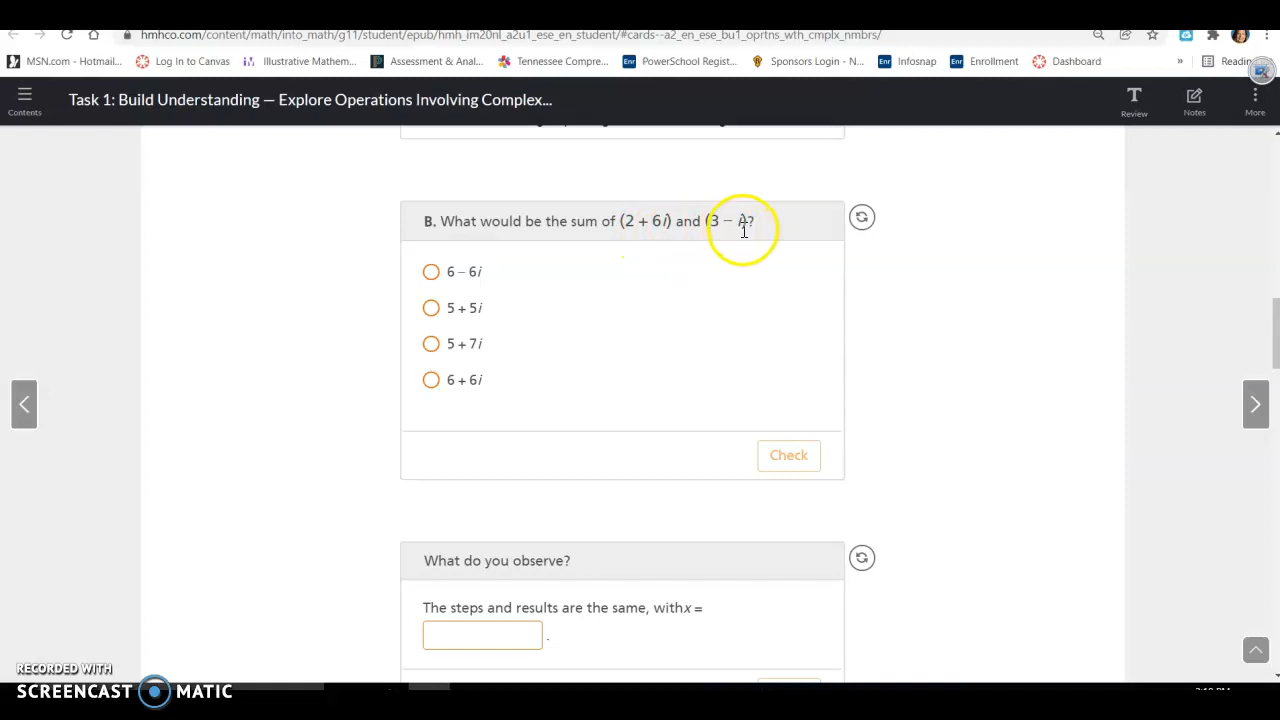 hmhco.com/content/math/into_math/g11/student/epub/hmh_im20nl_a2u1_ese_en_student/#cards--a2_en_ese_bu1_oprtns_wth_cmplx_nmbrs/
MSN.com - Hotmail... Log In to Canvas Illustrative Mathem... Assessment & Anal... Tennessee Compre... PowerSchool Regist... Sponsors Login - N... Infosnap Enrollment Dashboard » Reading
Contents Task 1: Build Understanding — Explore Operations Involving Complex... Review Notes More
B. What would be the sum of (2 + 6i) and (3 − i)?
6 − 6i
5 + 5i
5 + 7i
6 + 6i
Check
What do you observe?
The steps and results are the same, with x =
.
RECORDED WITH
SCREENCAST MATIC